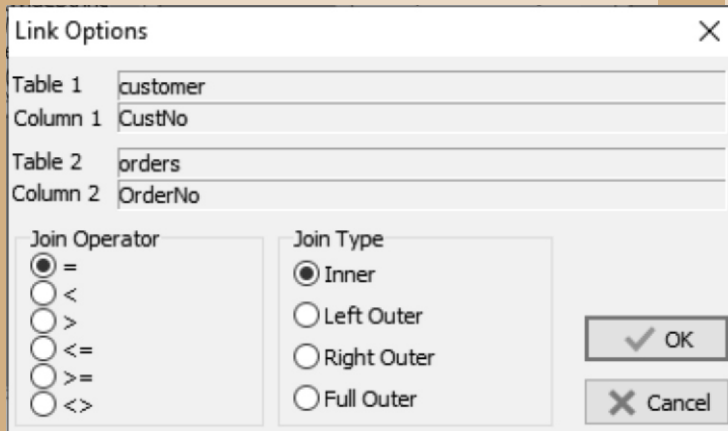 Link Options
Table 1 customer
Column 1 CustNo
Table 2 orders
Column 2 OrderNo
Join Operator
=
<
>
<=
>=
<>
Join Type
Inner
Left Outer
Right Outer
Full Outer
OK
Cancel